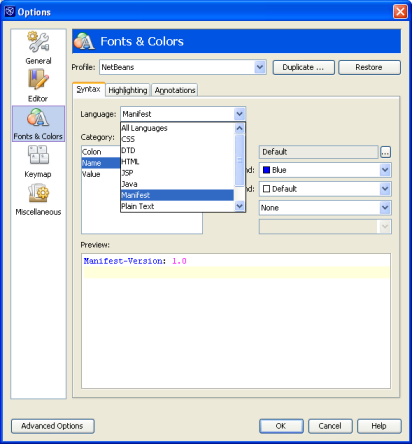 Options
Fonts & Colors
General
Editor
Fonts & Colors
Keymap
Miscellaneous
Profile: NetBeans Duplicate ... Restore
Syntax Highlighting Annotations
Language: Manifest
All Languages
CSS
DTD
HTML
JSP
Java
Manifest
Plain Text
Category:
Colon
Name
Value
Default ...
nd: Blue
nd: Default
None
Preview:
Manifest-Version: 1.0
Advanced Options OK Cancel Help